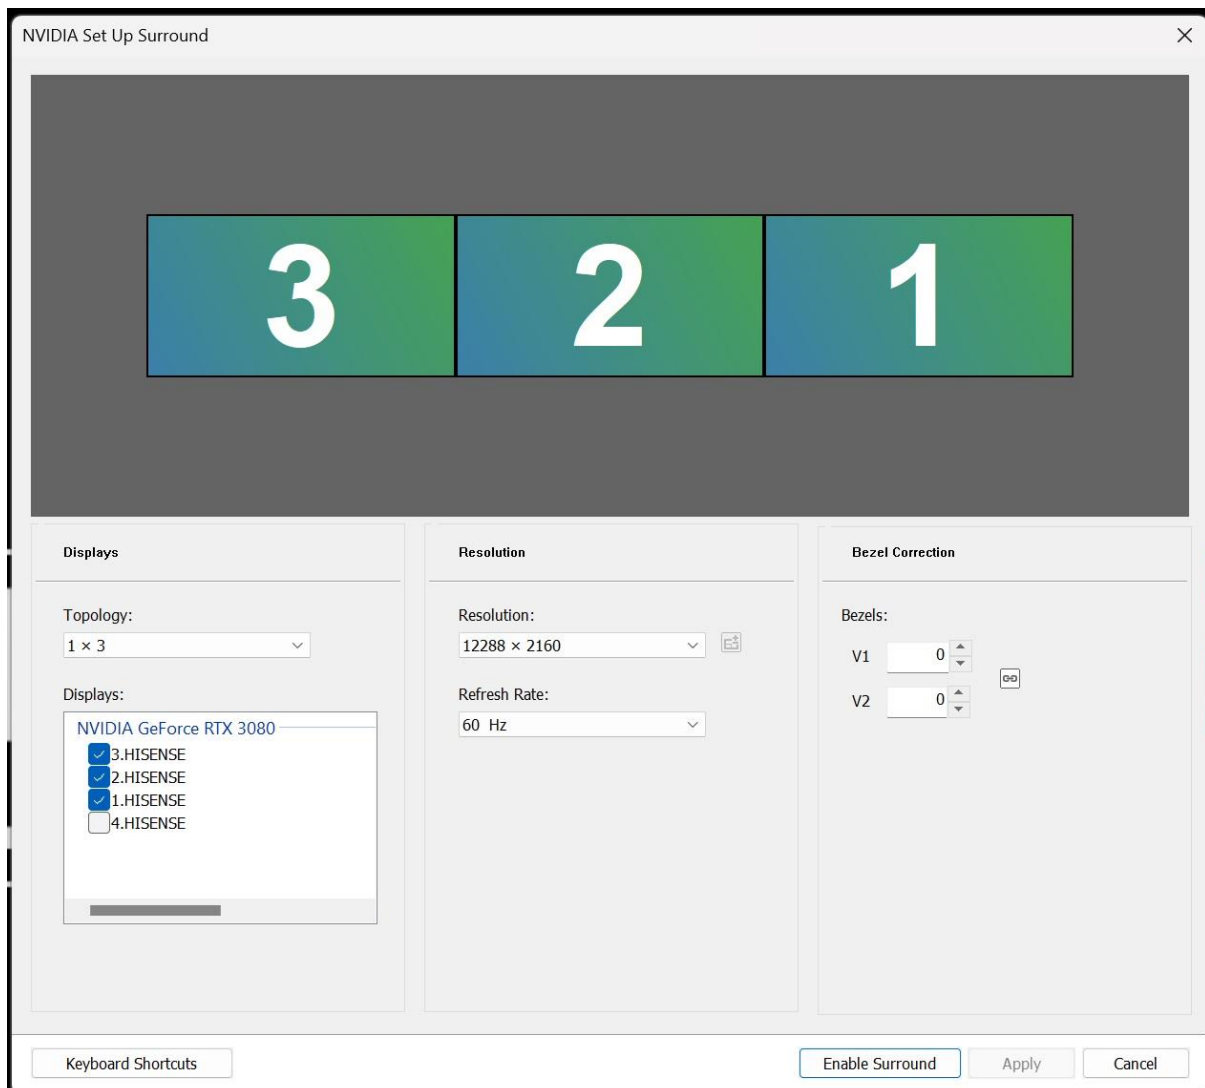 NVIDIA Set Up Surround
3
2
1
Displays
Topology:
1 × 3
Displays:
NVIDIA GeForce RTX 3080
3.HISENSE
2.HISENSE
1.HISENSE
4.HISENSE
Resolution
Resolution:
12288 × 2160
Refresh Rate:
60 Hz
Bezel Correction
Bezels:
V1 0
V2 0
Keyboard Shortcuts
Enable Surround
Apply
Cancel